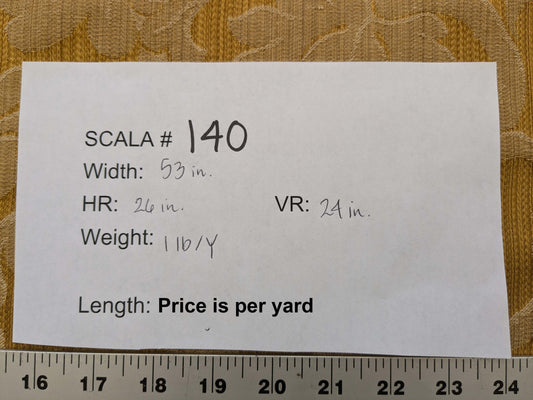 SCALA # 140
Width: 53 in.
HR: 26 in. VR: 24 in.
Weight: 1 lb/Y
Length: Price is per yard
16 17 18 19 20 21 22 23 24